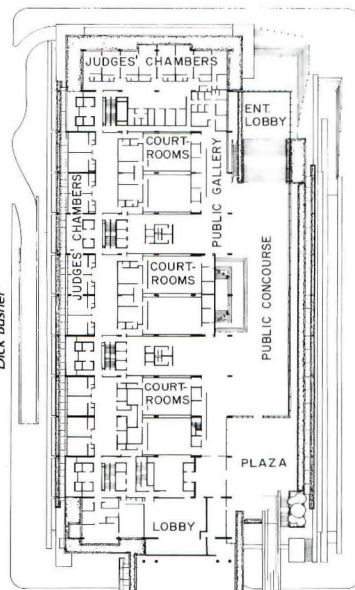 JUDGES' CHAMBERS
ENT.
LOBBY
COURT-
ROOMS
PUBLIC GALLERY
JUDGES' CHAMBERS
COURT-
ROOMS
PUBLIC CONCOURSE
COURT-
ROOMS
PLAZA
LOBBY
Dick Busher